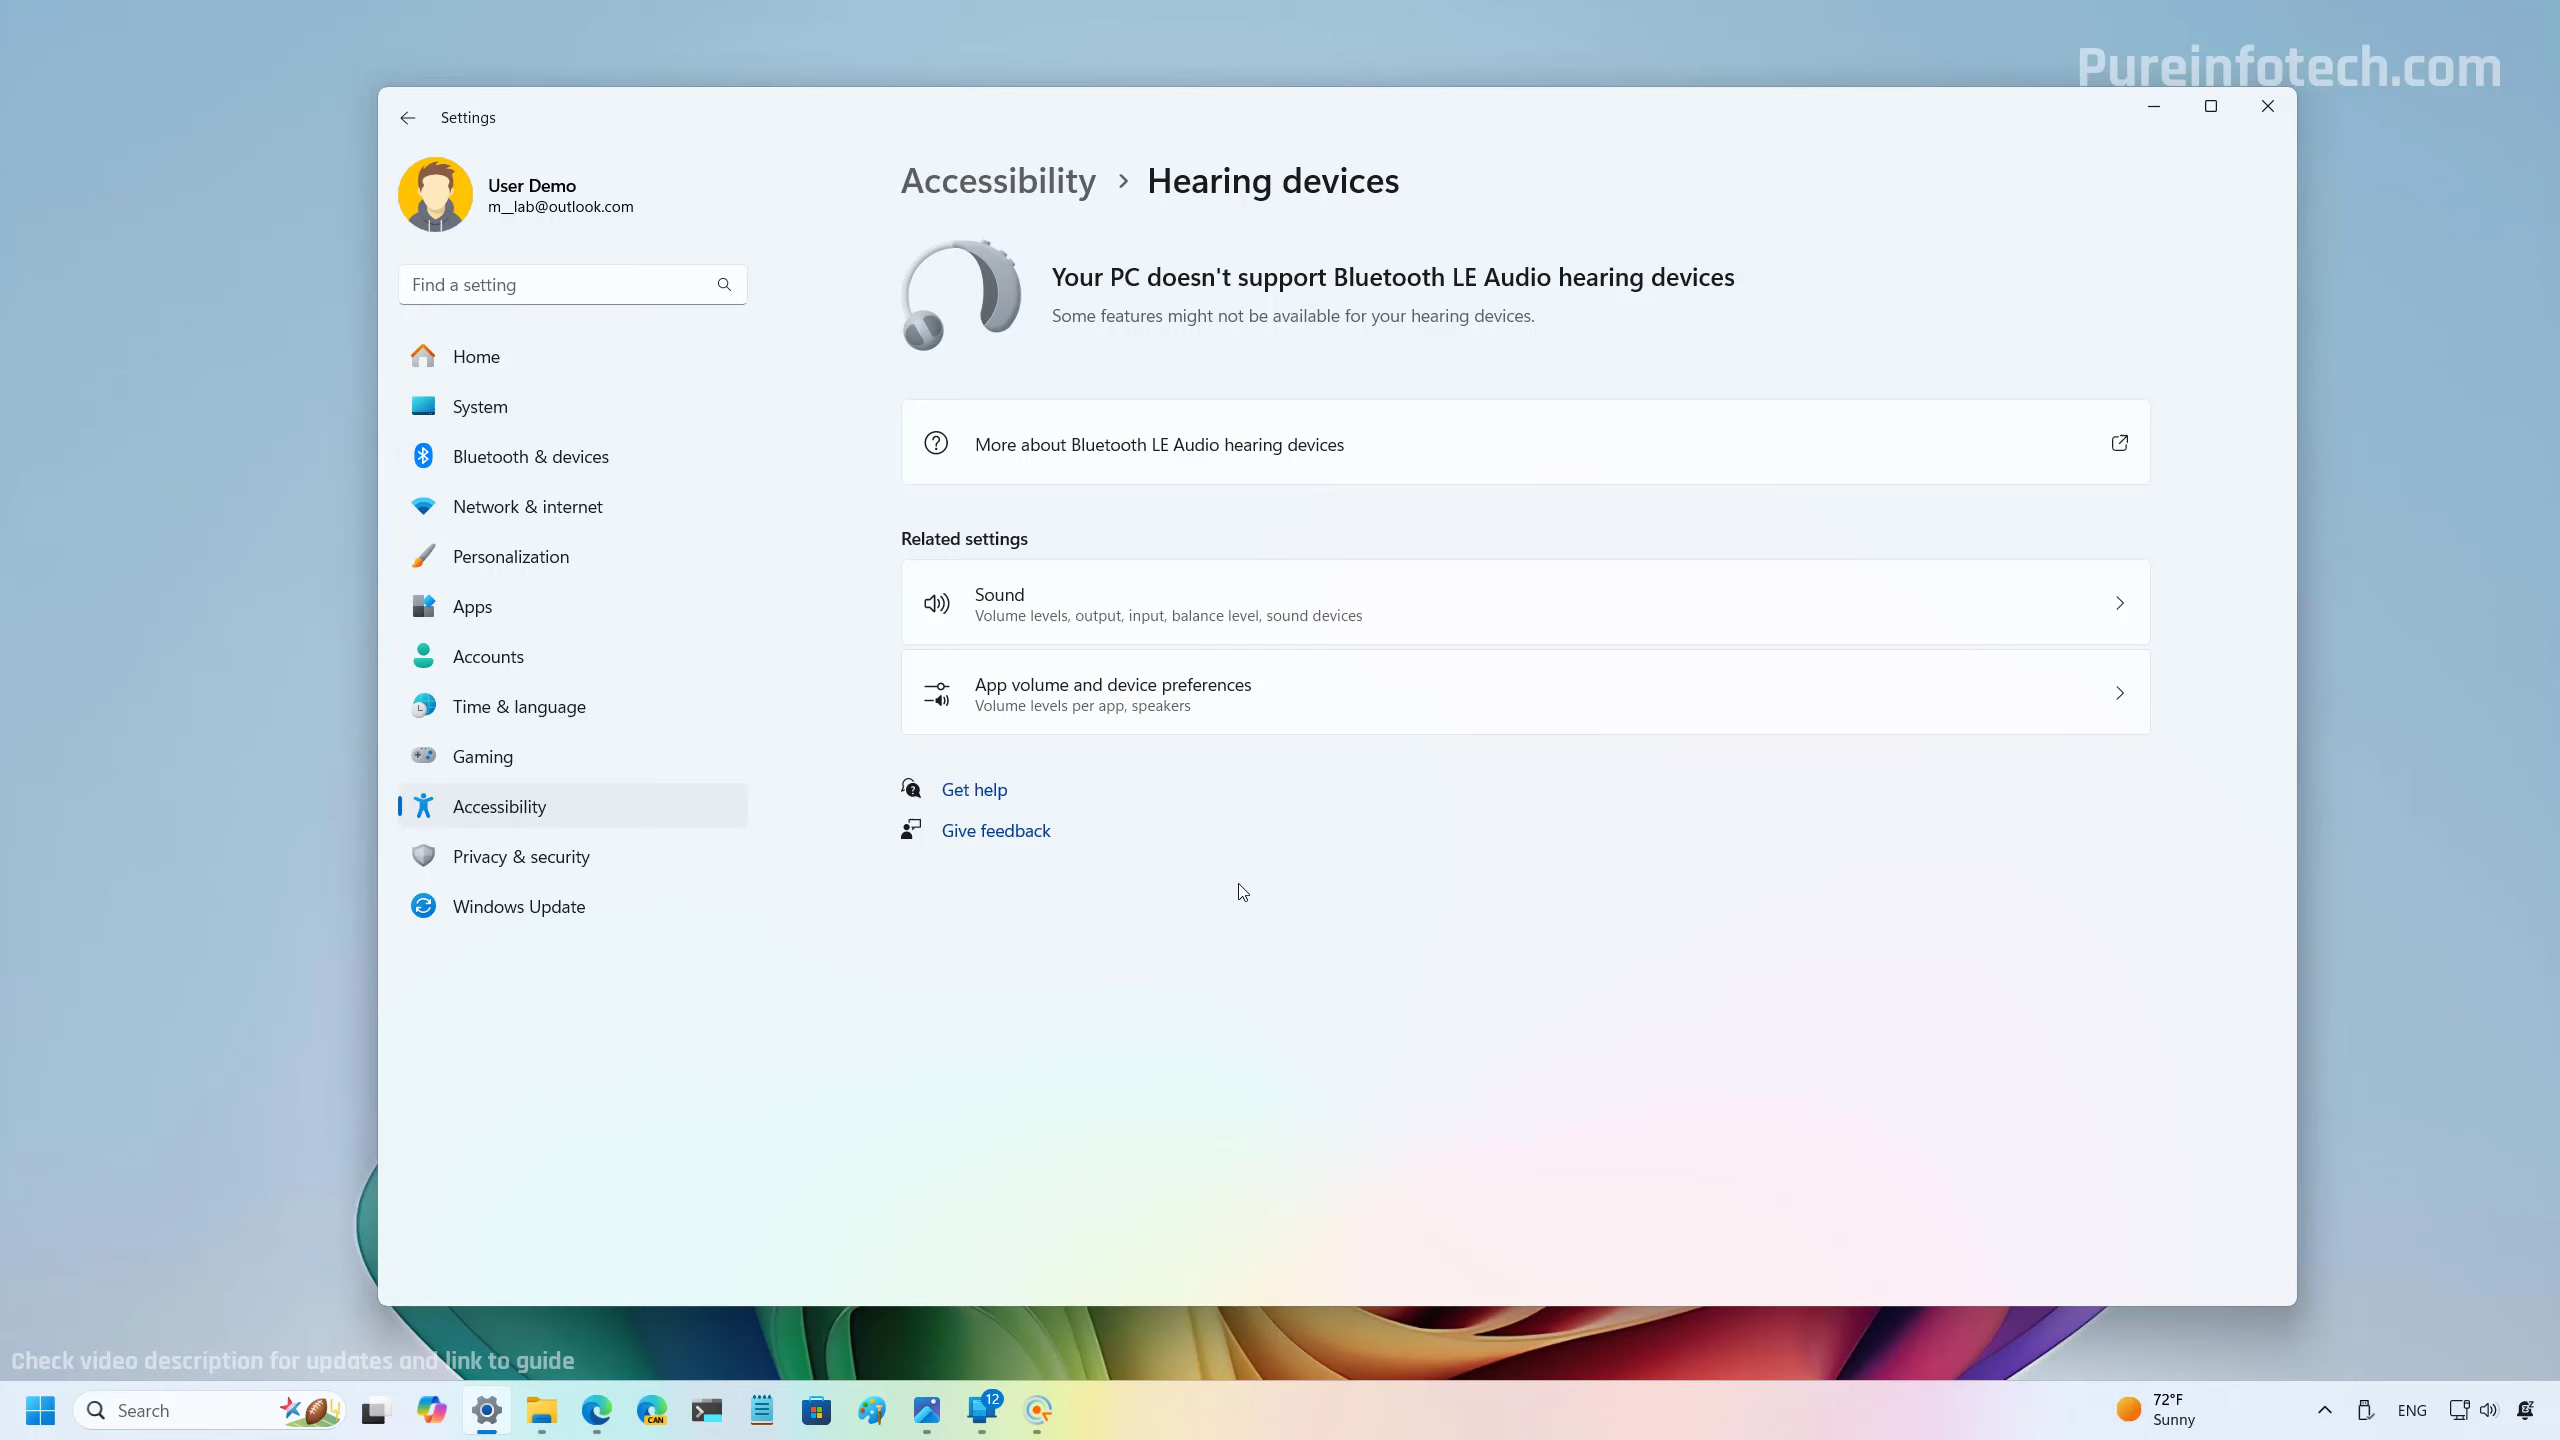 Pureinfotech.com
Settings
User Demo
m__lab@outlook.com
Find a setting
Home
System
Bluetooth & devices
Network & internet
Personalization
Apps
Accounts
Time & language
Gaming
Accessibility
Privacy & security
Windows Update
Accessibility › Hearing devices
Your PC doesn't support Bluetooth LE Audio hearing devices
Some features might not be available for your hearing devices.
More about Bluetooth LE Audio hearing devices
Related settings
Sound
Volume levels, output, input, balance level, sound devices
App volume and device preferences
Volume levels per app, speakers
Get help
Give feedback
Check video description for updates and link to guide
Search
CAN
12
72°F
Sunny
ENG